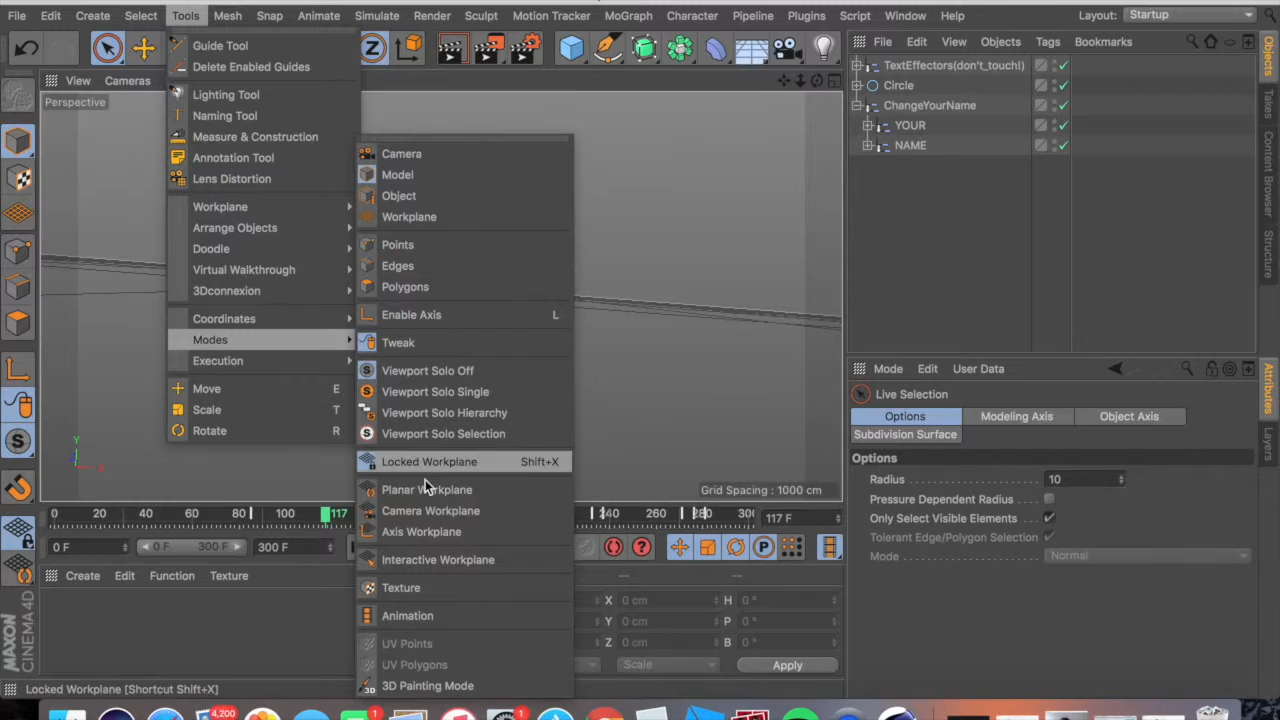 File Edit Create Select Tools Mesh Snap Animate Simulate Render Sculpt Motion Tracker MoGraph Character Pipeline Plugins Script Window Help Layout: Startup
View Cameras
Perspective
Guide Tool
Delete Enabled Guides
Lighting Tool
Naming Tool
Measure & Construction
Annotation Tool
Lens Distortion
Workplane
Arrange Objects
Doodle
Virtual Walkthrough
3Dconnexion
Coordinates
Modes
Execution
Move E
Scale T
Rotate R
Camera
Model
Object
Workplane
Points
Edges
Polygons
Enable Axis L
Tweak
Viewport Solo Off
Viewport Solo Single
Viewport Solo Hierarchy
Viewport Solo Selection
Locked Workplane Shift+X
Planar Workplane
Camera Workplane
Axis Workplane
Interactive Workplane
Texture
Animation
UV Points
UV Polygons
3D Painting Mode
File Edit View Objects Tags Bookmarks
TextEffectors(don't_touch!)
Circle
ChangeYourName
YOUR
NAME
Objects
Takes
Content Browser
Structure
Mode Edit User Data
Live Selection
Options Modeling Axis Object Axis
Subdivision Surface
Options
Radius 10
Pressure Dependent Radius
Only Select Visible Elements
Tolerant Edge/Polygon Selection
Mode Normal
Attributes
Layers
Y
X
Grid Spacing : 1000 cm
0 20 40 60 80 100 117 240 260 280 300 117 F
0 F 0 F 300 F 300 F
Create Edit Function Texture
-- --
X 0 cm H 0 °
Y 0 cm P 0 °
Z 0 cm B 0 °
Scale Apply
MAXON
CINEMA 4D
Locked Workplane [Shortcut Shift+X]
4,200
1
1